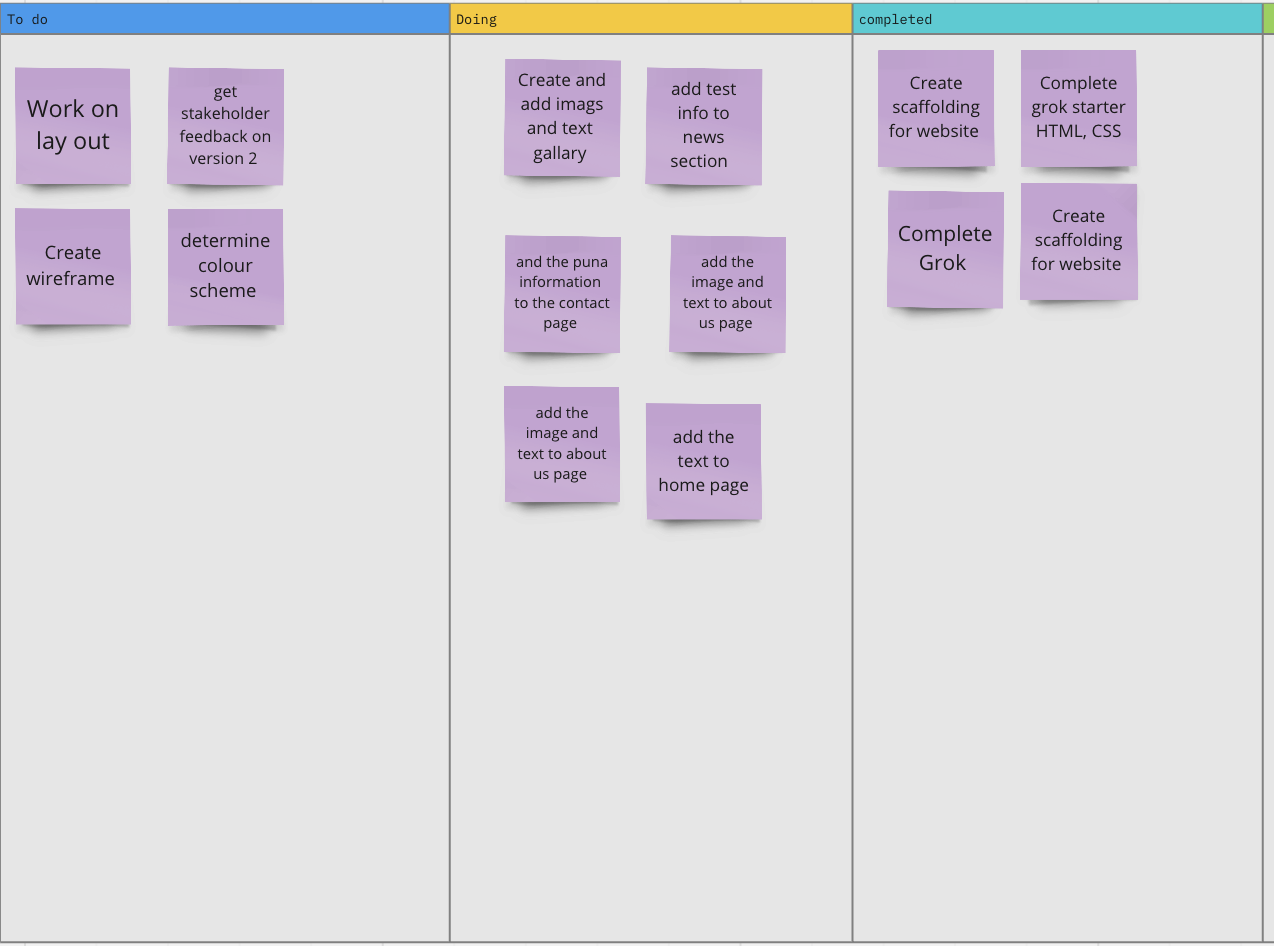 To do
Doing
completed
Work on
lay out
get
stakeholder
feedback on
version 2
Create
wireframe
determine
colour
scheme
Create and
add imags
and text
gallary
add test
info to
news
section
and the puna
information
to the contact
page
add the
image and
text to about
us page
add the
image and
text to about
us page
add the
text to
home page
Create
scaffolding
for website
Complete
grok starter
HTML, CSS
Complete
Grok
Create
scaffolding
for website